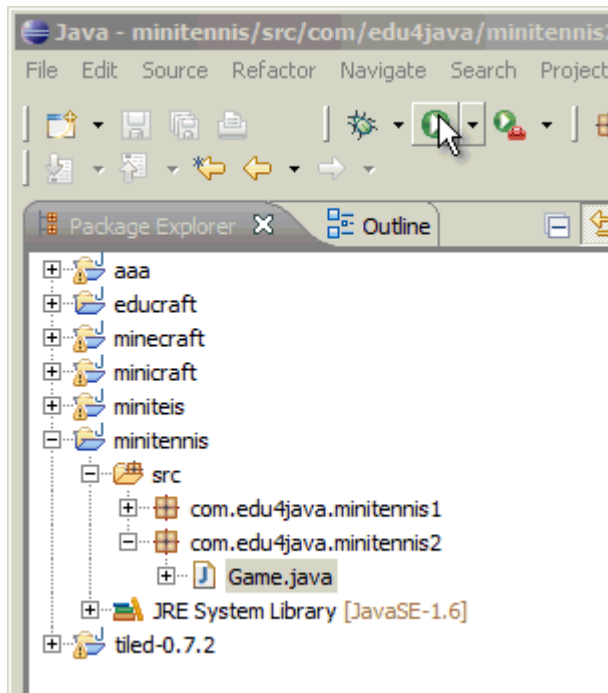 Java - minitennis/src/com/edu4java/minitennis2
File Edit Source Refactor Navigate Search Project
Package Explorer Outline
aaa
educraft
minecraft
minicraft
miniteis
minitennis
src
com.edu4java.minitennis1
com.edu4java.minitennis2
J Game.java
JRE System Library [JavaSE-1.6]
tiled-0.7.2